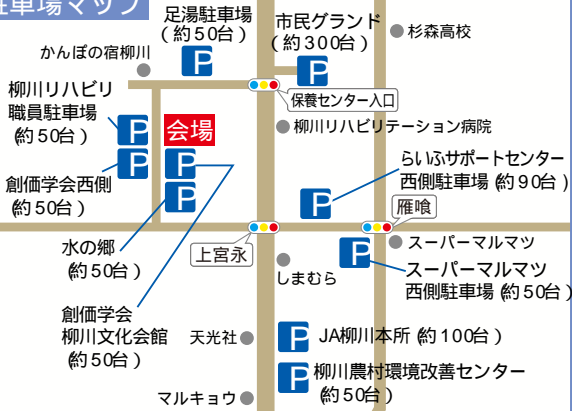 駐車場マップ
足湯駐車場
（約50台）
市民グランド
（約300台）
杉森高校
かんぽの宿柳川
P
P
保養センター入口
柳川リハビリ
職員駐車場
（約50台）
P
会場
柳川リハビリテーション病院
P
P
創価学会西側
（約50台）
P
らいふサポートセンター
西側駐車場（約90台）
P
雁喰
水の郷
（約50台）
上宮永
しまむら
P
スーパーマルマツ
スーパーマルマツ
西側駐車場（約50台）
創価学会
柳川文化会館
（約50台）
天光社
P
JA柳川本所（約100台）
P
柳川農村環境改善センター
（約50台）
マルキョウ